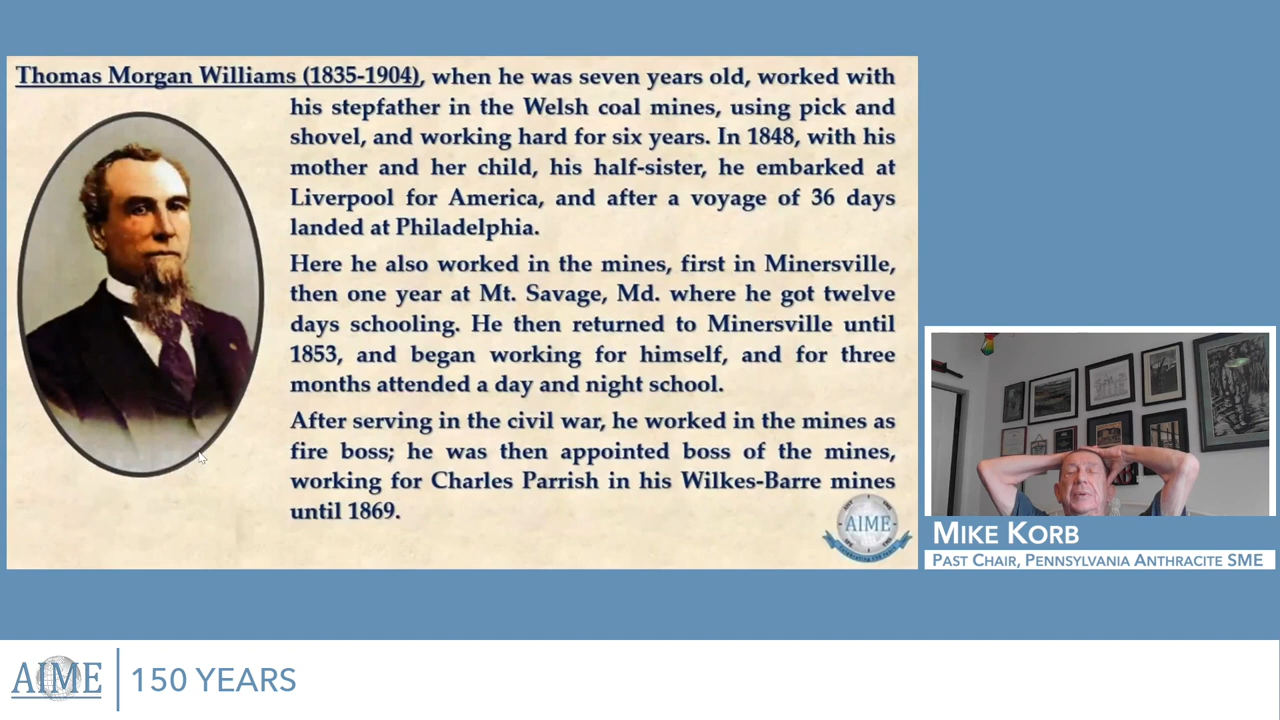 Thomas Morgan Williams (1835-1904), when he was seven years old, worked with
his stepfather in the Welsh coal mines, using pick and
shovel, and working hard for six years. In 1848, with his
mother and her child, his half-sister, he embarked at
Liverpool for America, and after a voyage of 36 days
landed at Philadelphia.
Here he also worked in the mines, first in Minersville,
then one year at Mt. Savage, Md. where he got twelve
days schooling. He then returned to Minersville until
1853, and began working for himself, and for three
months attended a day and night school.
After serving in the civil war, he worked in the mines as
fire boss; he was then appointed boss of the mines,
working for Charles Parrish in his Wilkes-Barre mines
until 1869.
AIME
MIKE KORB
PAST CHAIR, PENNSYLVANIA ANTHRACITE SME
AIME
150 YEARS